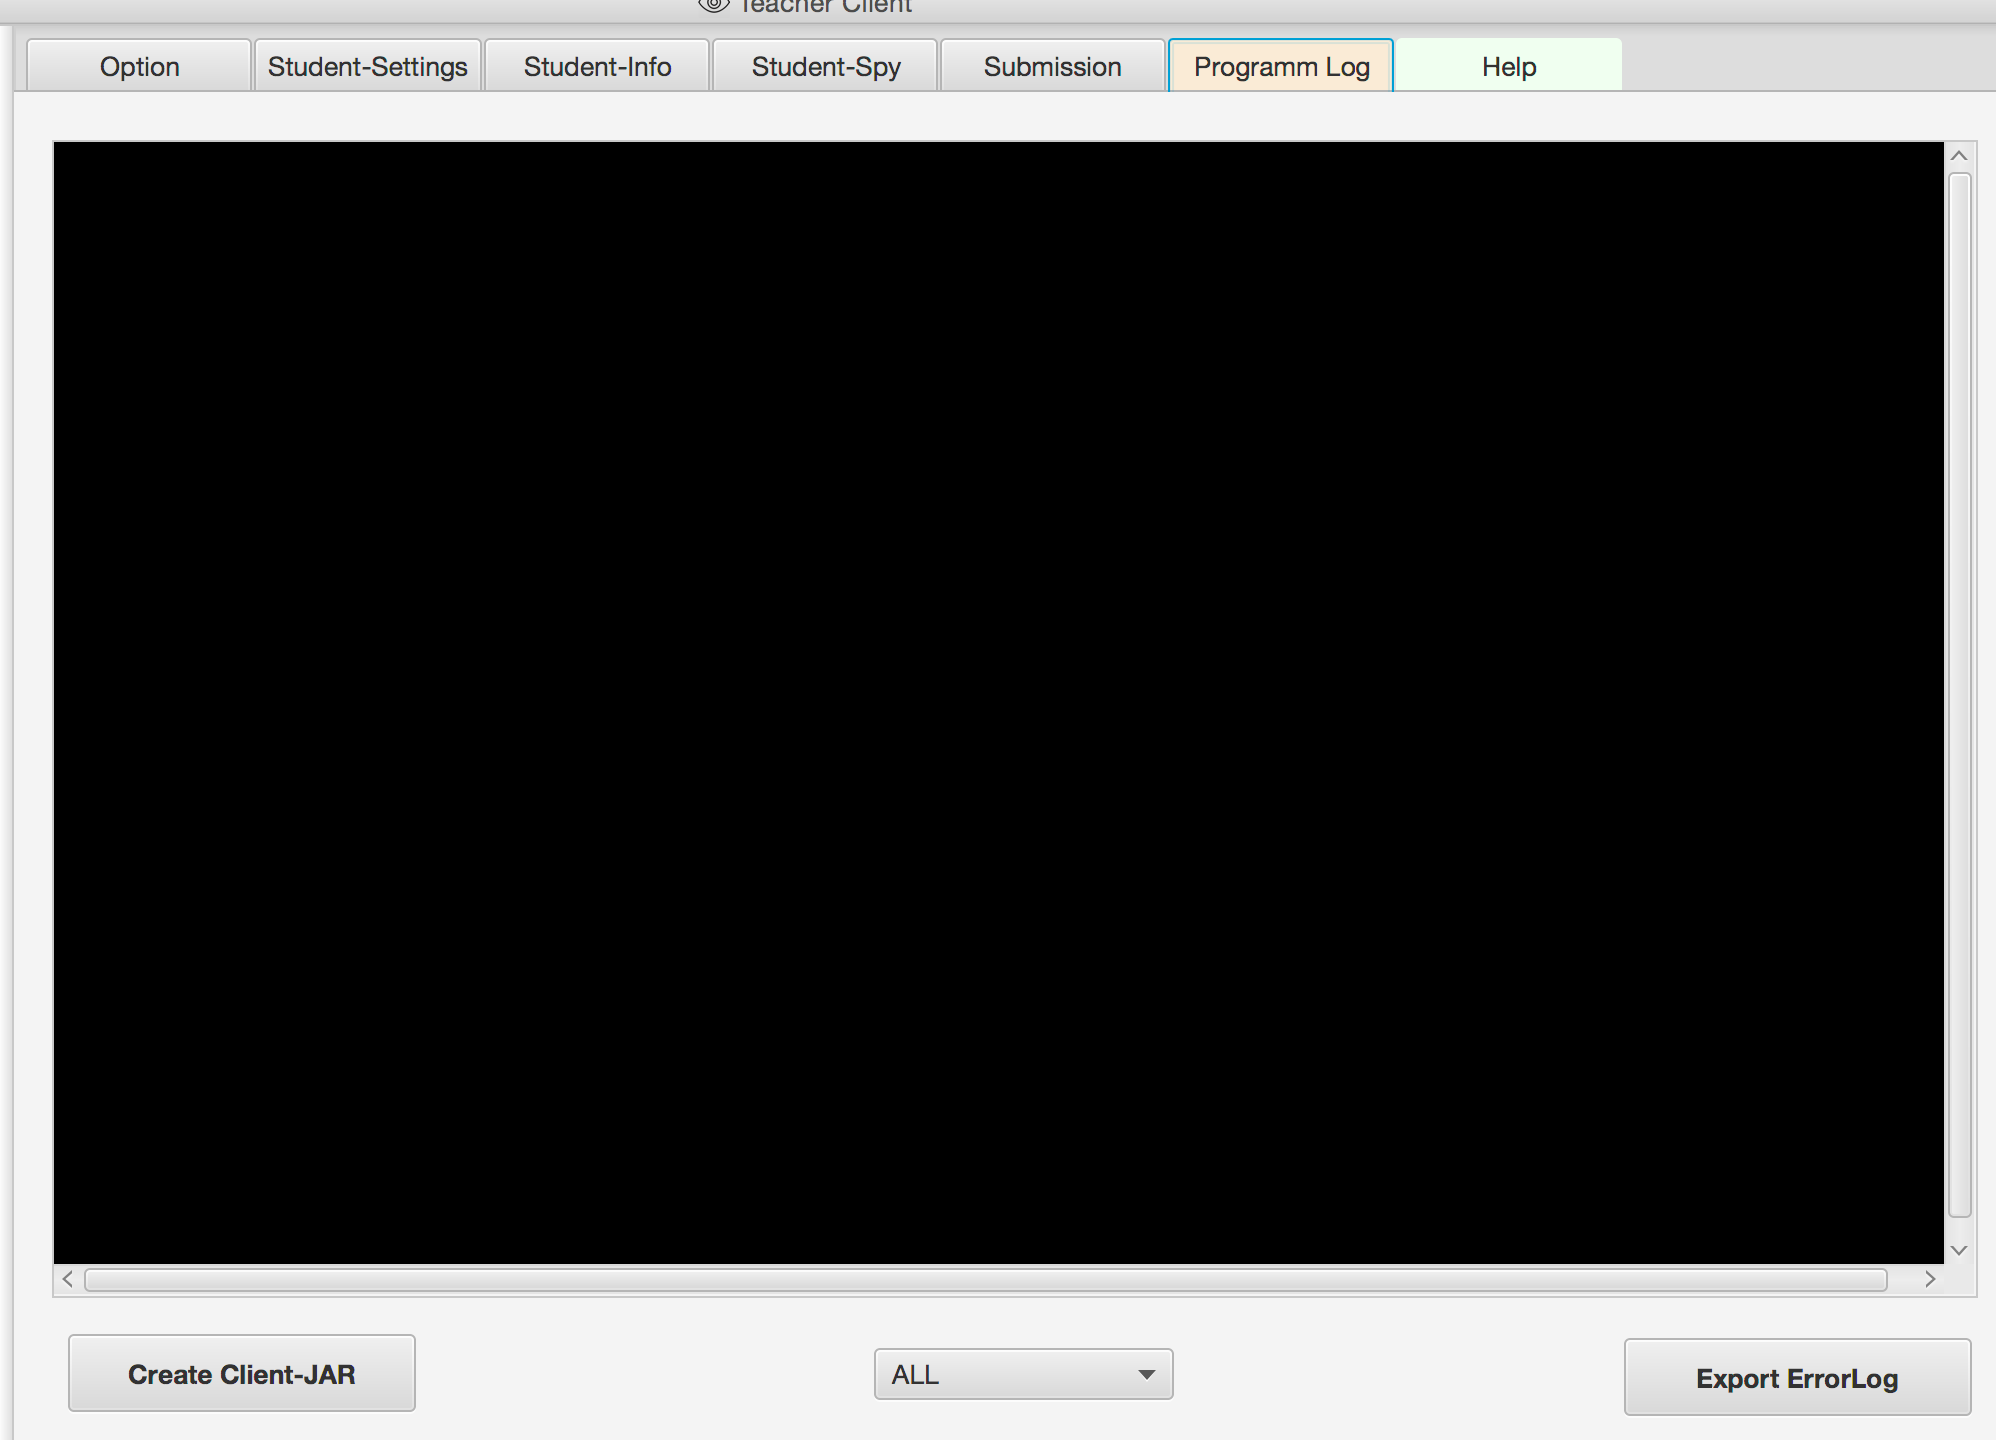 Teacher Client
Option Student-Settings Student-Info Student-Spy Submission Programm Log Help
Create Client-JAR ALL Export ErrorLog